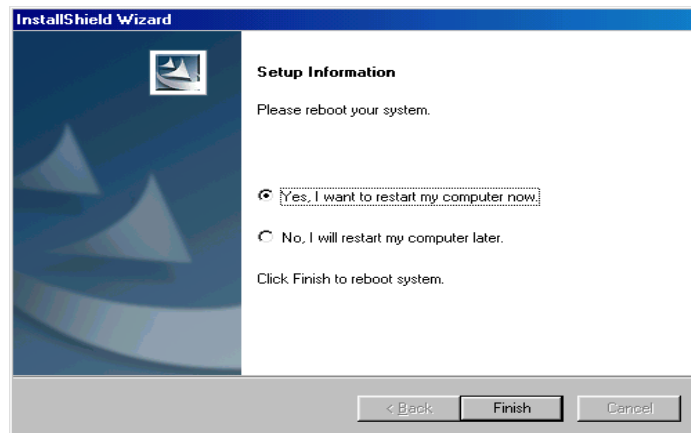 InstallShield Wizard
Setup Information
Please reboot your system.
Yes, I want to restart my computer now.
No, I will restart my computer later.
Click Finish to reboot system.
< Back Finish Cancel